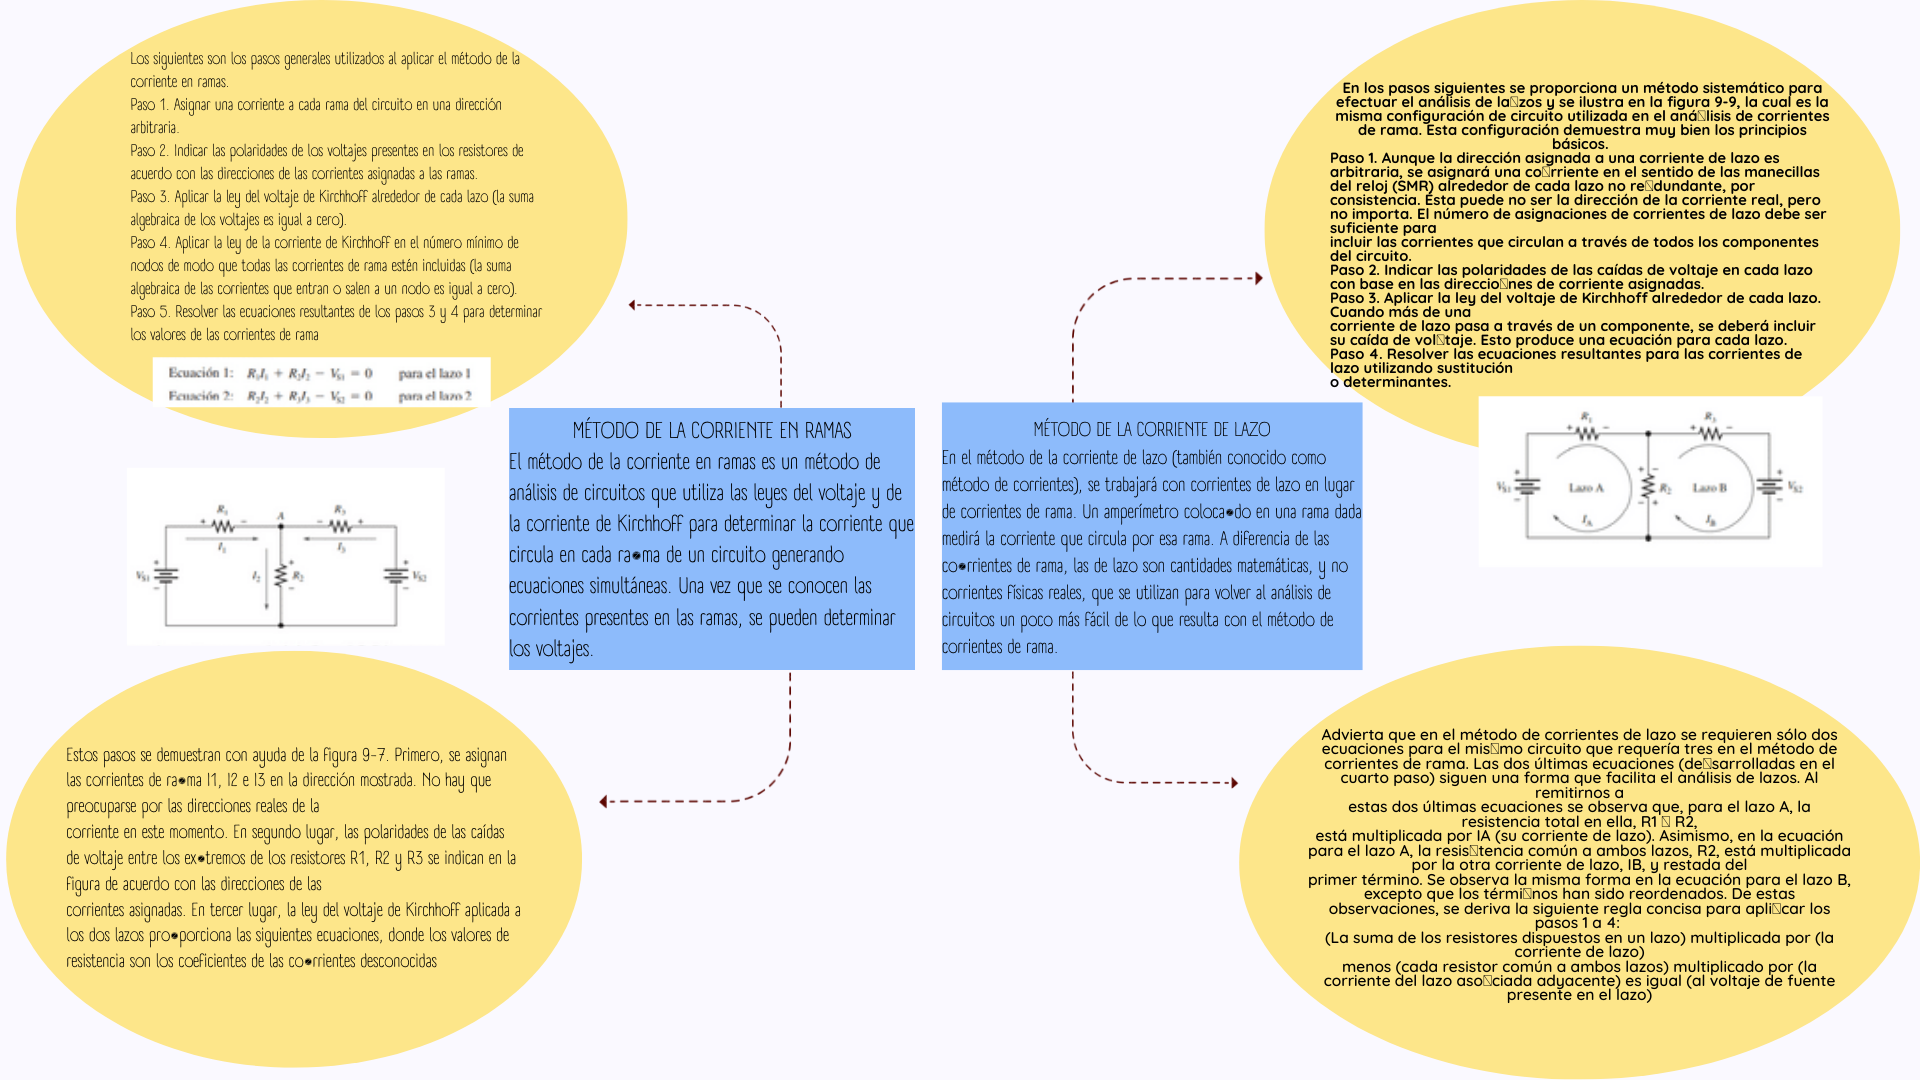 Los siguientes son los pasos generales utilizados al aplicar el método de la
corriente en ramas.
Paso 1. Asignar una corriente a cada rama del circuito en una dirección
arbitraria.
Paso 2. Indicar las polaridades de los voltajes presentes en los resistores de
acuerdo con las direcciones de las corrientes asignadas a las ramas.
Paso 3. Aplicar la ley del voltaje de Kirchhoff alrededor de cada lazo (la suma
algebraica de los voltajes es igual a cero).
Paso 4. Aplicar la ley de la corriente de Kirchhoff en el número mínimo de
nodos de modo que todas las corrientes de rama estén incluidas (la suma
algebraica de las corrientes que entran o salen a un nodo es igual a cero).
Paso 5. Resolver las ecuaciones resultantes de los pasos 3 y 4 para determinar
los valores de las corrientes de rama
Ecuación 1: R₁I₁ + R₂I₂ − VS1 = 0 para el lazo 1
Ecuación 2: R₂I₂ + R₃I₃ − VS2 = 0 para el lazo 2
R₁ A R₃
I₁ I₃
VS1 I₂ R₂ VS2
MÉTODO DE LA CORRIENTE EN RAMAS
El método de la corriente en ramas es un método de
análisis de circuitos que utiliza las leyes del voltaje y de
la corriente de Kirchhoff para determinar la corriente que
circula en cada ra●ma de un circuito generando
ecuaciones simultáneas. Una vez que se conocen las
corrientes presentes en las ramas, se pueden determinar
los voltajes.
Estos pasos se demuestran con ayuda de la figura 9-7. Primero, se asignan
las corrientes de ra●ma I1, I2 e I3 en la dirección mostrada. No hay que
preocuparse por las direcciones reales de la
corriente en este momento. En segundo lugar, las polaridades de las caídas
de voltaje entre los ex●tremos de los resistores R1, R2 y R3 se indican en la
figura de acuerdo con las direcciones de las
corrientes asignadas. En tercer lugar, la ley del voltaje de Kirchhoff aplicada a
los dos lazos pro●porciona las siguientes ecuaciones, donde los valores de
resistencia son los coeficientes de las co●rrientes desconocidas
MÉTODO DE LA CORRIENTE DE LAZO
En el método de la corriente de lazo (también conocido como
método de corrientes), se trabajará con corrientes de lazo en lugar
de corrientes de rama. Un amperímetro coloca●do en una rama dada
medirá la corriente que circula por esa rama. A diferencia de las
co●rrientes de rama, las de lazo son cantidades matemáticas, y no
corrientes físicas reales, que se utilizan para volver al análisis de
circuitos un poco más fácil de lo que resulta con el método de
corrientes de rama.
En los pasos siguientes se proporciona un método sistemático para
efectuar el análisis de la￾zos y se ilustra en la figura 9-9, la cual es la
misma configuración de circuito utilizada en el aná￾lisis de corrientes
de rama. Esta configuración demuestra muy bien los principios
básicos.
Paso 1. Aunque la dirección asignada a una corriente de lazo es
arbitraria, se asignará una co￾rriente en el sentido de las manecillas
del reloj (SMR) alrededor de cada lazo no re￾dundante, por
consistencia. Ésta puede no ser la dirección de la corriente real, pero
no importa. El número de asignaciones de corrientes de lazo debe ser
suficiente para
incluir las corrientes que circulan a través de todos los componentes
del circuito.
Paso 2. Indicar las polaridades de las caídas de voltaje en cada lazo
con base en las direccio￾nes de corriente asignadas.
Paso 3. Aplicar la ley del voltaje de Kirchhoff alrededor de cada lazo.
Cuando más de una
corriente de lazo pasa a través de un componente, se deberá incluir
su caída de vol￾taje. Esto produce una ecuación para cada lazo.
Paso 4. Resolver las ecuaciones resultantes para las corrientes de
lazo utilizando sustitución
o determinantes.
R₁ R₃
VS1 Lazo A R₂ Lazo B VS2
IA IB
Advierta que en el método de corrientes de lazo se requieren sólo dos
ecuaciones para el mis￾mo circuito que requería tres en el método de
corrientes de rama. Las dos últimas ecuaciones (de￾sarrolladas en el
cuarto paso) siguen una forma que facilita el análisis de lazos. Al
remitirnos a
estas dos últimas ecuaciones se observa que, para el lazo A, la
resistencia total en ella, R1 ￾ R2,
está multiplicada por IA (su corriente de lazo). Asimismo, en la ecuación
para el lazo A, la resis￾tencia común a ambos lazos, R2, está multiplicada
por la otra corriente de lazo, IB, y restada del
primer término. Se observa la misma forma en la ecuación para el lazo B,
excepto que los térmi￾nos han sido reordenados. De estas
observaciones, se deriva la siguiente regla concisa para apli￾car los
pasos 1 a 4:
(La suma de los resistores dispuestos en un lazo) multiplicada por (la
corriente de lazo)
menos (cada resistor común a ambos lazos) multiplicado por (la
corriente del lazo aso￾ciada adyacente) es igual (al voltaje de fuente
presente en el lazo)